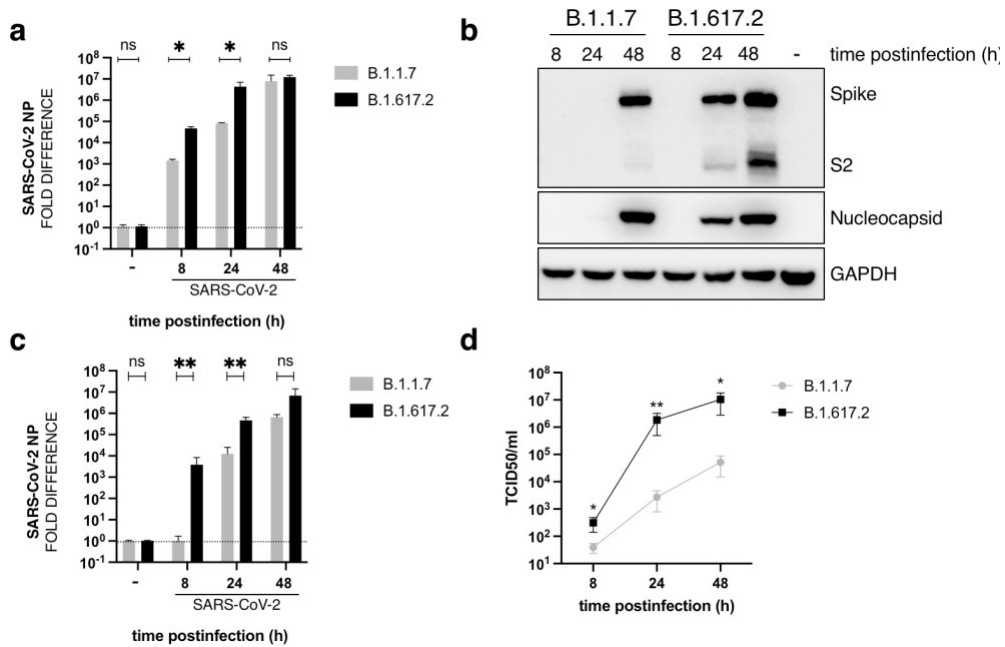 a
ns * * ns
10⁸
10⁷
10⁶
10⁵
10⁴
10³
10²
10¹
10⁰
10⁻¹
SARS-CoV-2 NP
FOLD DIFFERENCE
- 8 24 48
SARS-CoV-2
time postinfection (h)
B.1.1.7
B.1.617.2
b
B.1.1.7 B.1.617.2
8 24 48 8 24 48 - time postinfection (h)
Spike
S2
Nucleocapsid
GAPDH
c
ns ** ** ns
10⁸
10⁷
10⁶
10⁵
10⁴
10³
10²
10¹
10⁰
10⁻¹
SARS-CoV-2 NP
FOLD DIFFERENCE
- 8 24 48
SARS-CoV-2
time postinfection (h)
B.1.1.7
B.1.617.2
d
10⁸
10⁷
10⁶
10⁵
10⁴
10³
10²
10¹
TCID50/ml
* ** *
8 24 48
time postinfection (h)
B.1.1.7
B.1.617.2